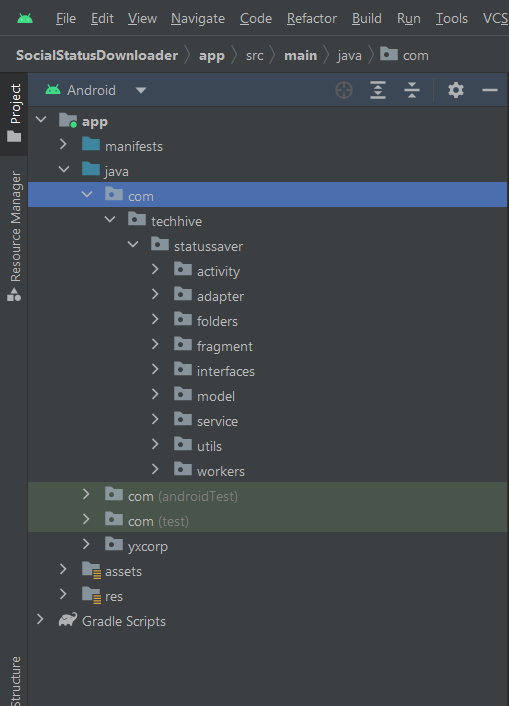 File Edit View Navigate Code Refactor Build Run Tools VCS
SocialStatusDownloader app src main java com
Project
Android
app
manifests
java
com
techhive
statussaver
activity
adapter
folders
fragment
interfaces
model
service
utils
workers
com (androidTest)
com (test)
yxcorp
assets
res
Gradle Scripts
Resource Manager
Structure